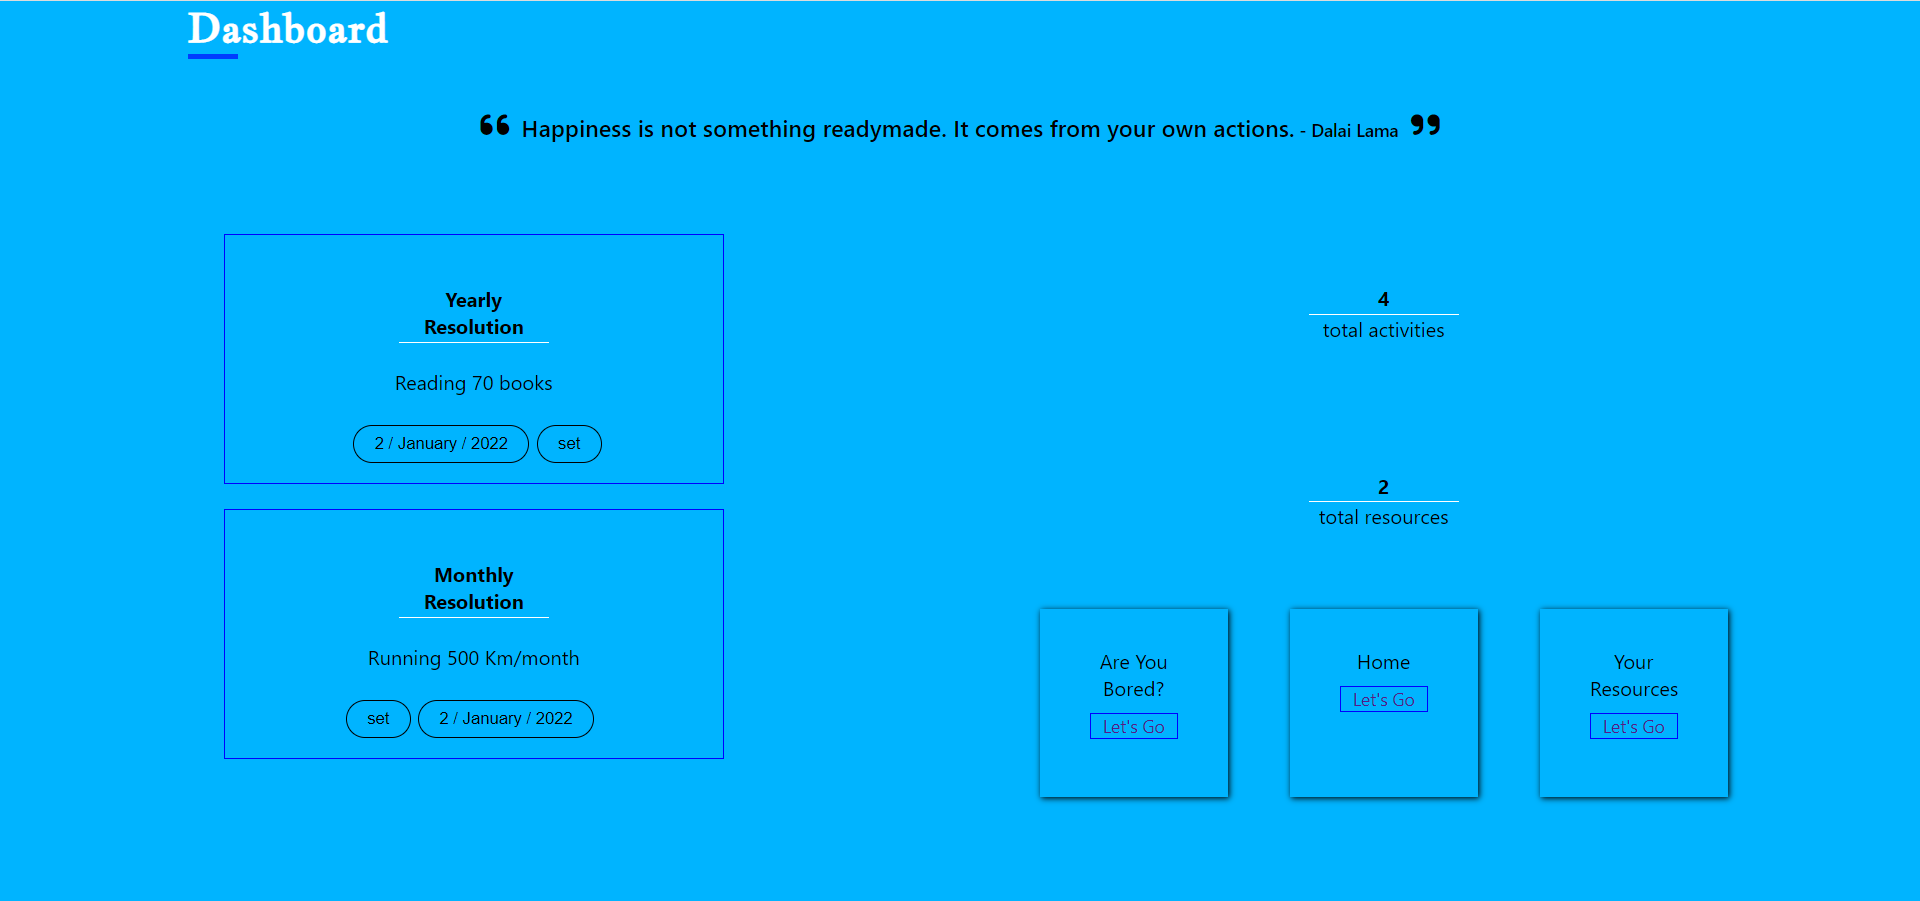 Dashboard
“ Happiness is not something readymade. It comes from your own actions. - Dalai Lama ”
Yearly
Resolution
Reading 70 books
2 / January / 2022 set
Monthly
Resolution
Running 500 Km/month
set 2 / January / 2022
4
total activities
2
total resources
Are You
Bored?
Let's Go
Home
Let's Go
Your
Resources
Let's Go